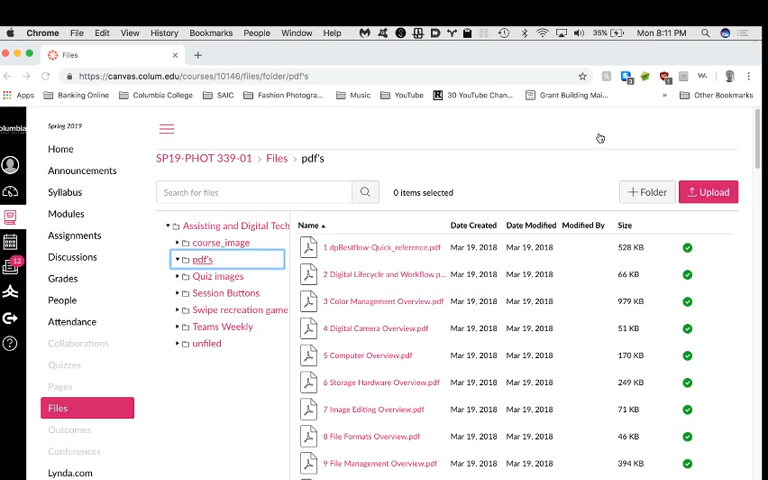 Chrome File Edit View History Bookmarks People Window Help 35% Mon 8:11 PM
Files
https://canvas.colum.edu/courses/10146/files/folder/pdf's
Apps Banking Online Columbia College SAIC Fashion Photogra... Music YouTube 30 YouTube Chan... Grant Building Mai... » Other Bookmarks
olumbia
Spring 2019
Home
Announcements
Syllabus
Modules
Assignments
Discussions
Grades
People
Attendance
Collaborations
Quizzes
Pages
Files
Outcomes
Conferences
Lynda.com
12
SP19-PHOT 339-01 > Files > pdf's
Search for files 0 items selected + Folder Upload
Assisting and Digital Tech
course_image
pdf's
Quiz images
Session Buttons
Swipe recreation game
Teams Weekly
unfiled
Name Date Created Date Modified Modified By Size
1 dpBestflow-Quick_reference.pdf Mar 19, 2018 Mar 19, 2018 528 KB
2 Digital Lifecycle and Workflow.p... Mar 19, 2018 Mar 19, 2018 66 KB
3 Color Management Overview.pdf Mar 19, 2018 Mar 19, 2018 979 KB
4 Digital Camera Overview.pdf Mar 19, 2018 Mar 19, 2018 51 KB
5 Computer Overview.pdf Mar 19, 2018 Mar 19, 2018 170 KB
6 Storage Hardware Overview.pdf Mar 19, 2018 Mar 19, 2018 249 KB
7 Image Editing Overview.pdf Mar 19, 2018 Mar 19, 2018 71 KB
8 File Formats Overview.pdf Mar 19, 2018 Mar 19, 2018 46 KB
9 File Management Overview.pdf Mar 19, 2018 Mar 19, 2018 394 KB